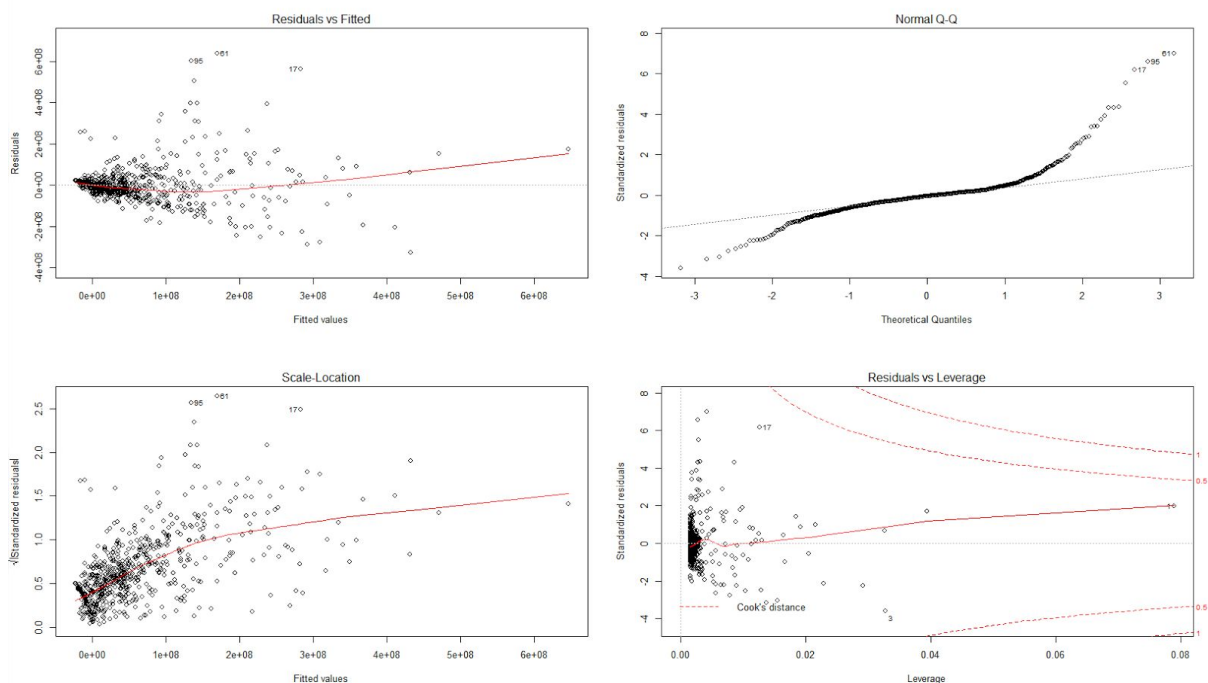 Residuals vs Fitted
Residuals
6e+08
4e+08
2e+08
0e+00
-2e+08
-4e+08
95
61
17
0e+00 1e+08 2e+08 3e+08 4e+08 5e+08 6e+08
Fitted values
Normal Q-Q
Standardized residuals
8
6
4
2
0
-2
-4
61
95
17
-3 -2 -1 0 1 2 3
Theoretical Quantiles
Scale-Location
√|Standardized residuals|
2.5
2.0
1.5
1.0
0.5
0.0
95
61
17
0e+00 1e+08 2e+08 3e+08 4e+08 5e+08 6e+08
Fitted values
Residuals vs Leverage
Standardized residuals
8
6
4
2
0
-2
-4
17
1
3
1
0.5
0.5
1
Cook's distance
0.00 0.02 0.04 0.06 0.08
Leverage